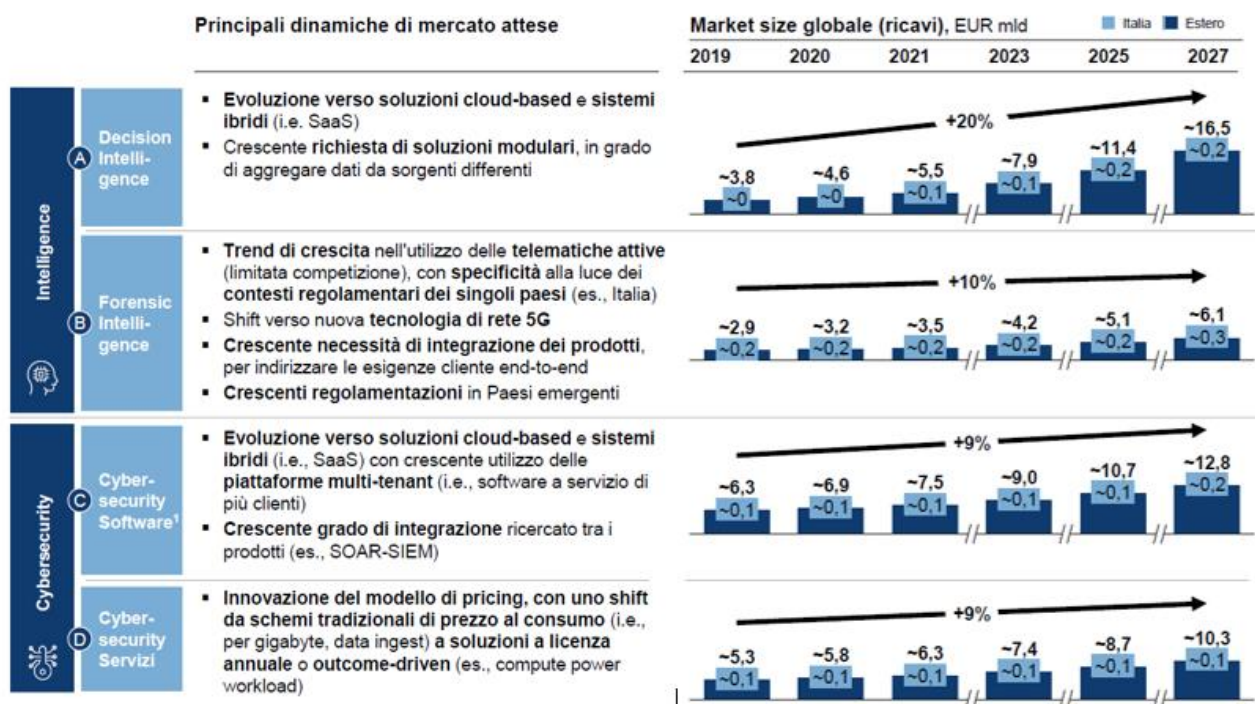 Principali dinamiche di mercato attese
Market size globale (ricavi), EUR mld
Italia Estero
2019 2020 2021 2023 2025 2027
Intelligence
A
Decision
Intelli-
gence
▪ Evoluzione verso soluzioni cloud-based e sistemi
ibridi (i.e. SaaS)
▪ Crescente richiesta di soluzioni modulari, in grado
di aggregare dati da sorgenti differenti
+20%
~3,8 ~4,6 ~5,5 ~7,9 ~11,4 ~16,5
~0 ~0 ~0,1 ~0,1 ~0,2 ~0,2
B
Forensic
Intelli-
gence
▪ Trend di crescita nell'utilizzo delle telematiche attive
(limitata competizione), con specificità alla luce dei
contesti regolamentari dei singoli paesi (es., Italia)
▪ Shift verso nuova tecnologia di rete 5G
▪ Crescente necessità di integrazione dei prodotti,
per indirizzare le esigenze cliente end-to-end
▪ Crescenti regolamentazioni in Paesi emergenti
+10%
~2,9 ~3,2 ~3,5 ~4,2 ~5,1 ~6,1
~0,2 ~0,2 ~0,2 ~0,2 ~0,2 ~0,3
Cybersecurity
C
Cyber-
security
Software¹
▪ Evoluzione verso soluzioni cloud-based e sistemi
ibridi (i.e., SaaS) con crescente utilizzo delle
piattaforme multi-tenant (i.e., software a servizio di
più clienti)
▪ Crescente grado di integrazione ricercato tra i
prodotti (es., SOAR-SIEM)
+9%
~6,3 ~6,9 ~7,5 ~9,0 ~10,7 ~12,8
~0,1 ~0,1 ~0,1 ~0,1 ~0,1 ~0,2
D
Cyber-
security
Servizi
▪ Innovazione del modello di pricing, con uno shift
da schemi tradizionali di prezzo al consumo (i.e.,
per gigabyte, data ingest) a soluzioni a licenza
annuale o outcome-driven (es., compute power
workload)
+9%
~5,3 ~5,8 ~6,3 ~7,4 ~8,7 ~10,3
~0,1 ~0,1 ~0,1 ~0,1 ~0,1 ~0,1